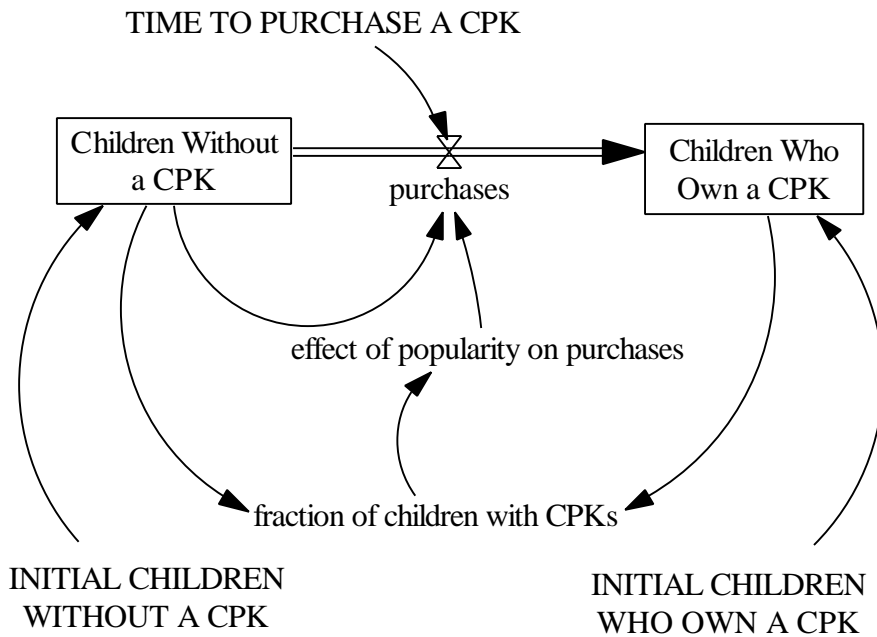 TIME TO PURCHASE A CPK
Children Without
a CPK
Children Who
Own a CPK
purchases
effect of popularity on purchases
fraction of children with CPKs
INITIAL CHILDREN
WITHOUT A CPK
INITIAL CHILDREN
WHO OWN A CPK